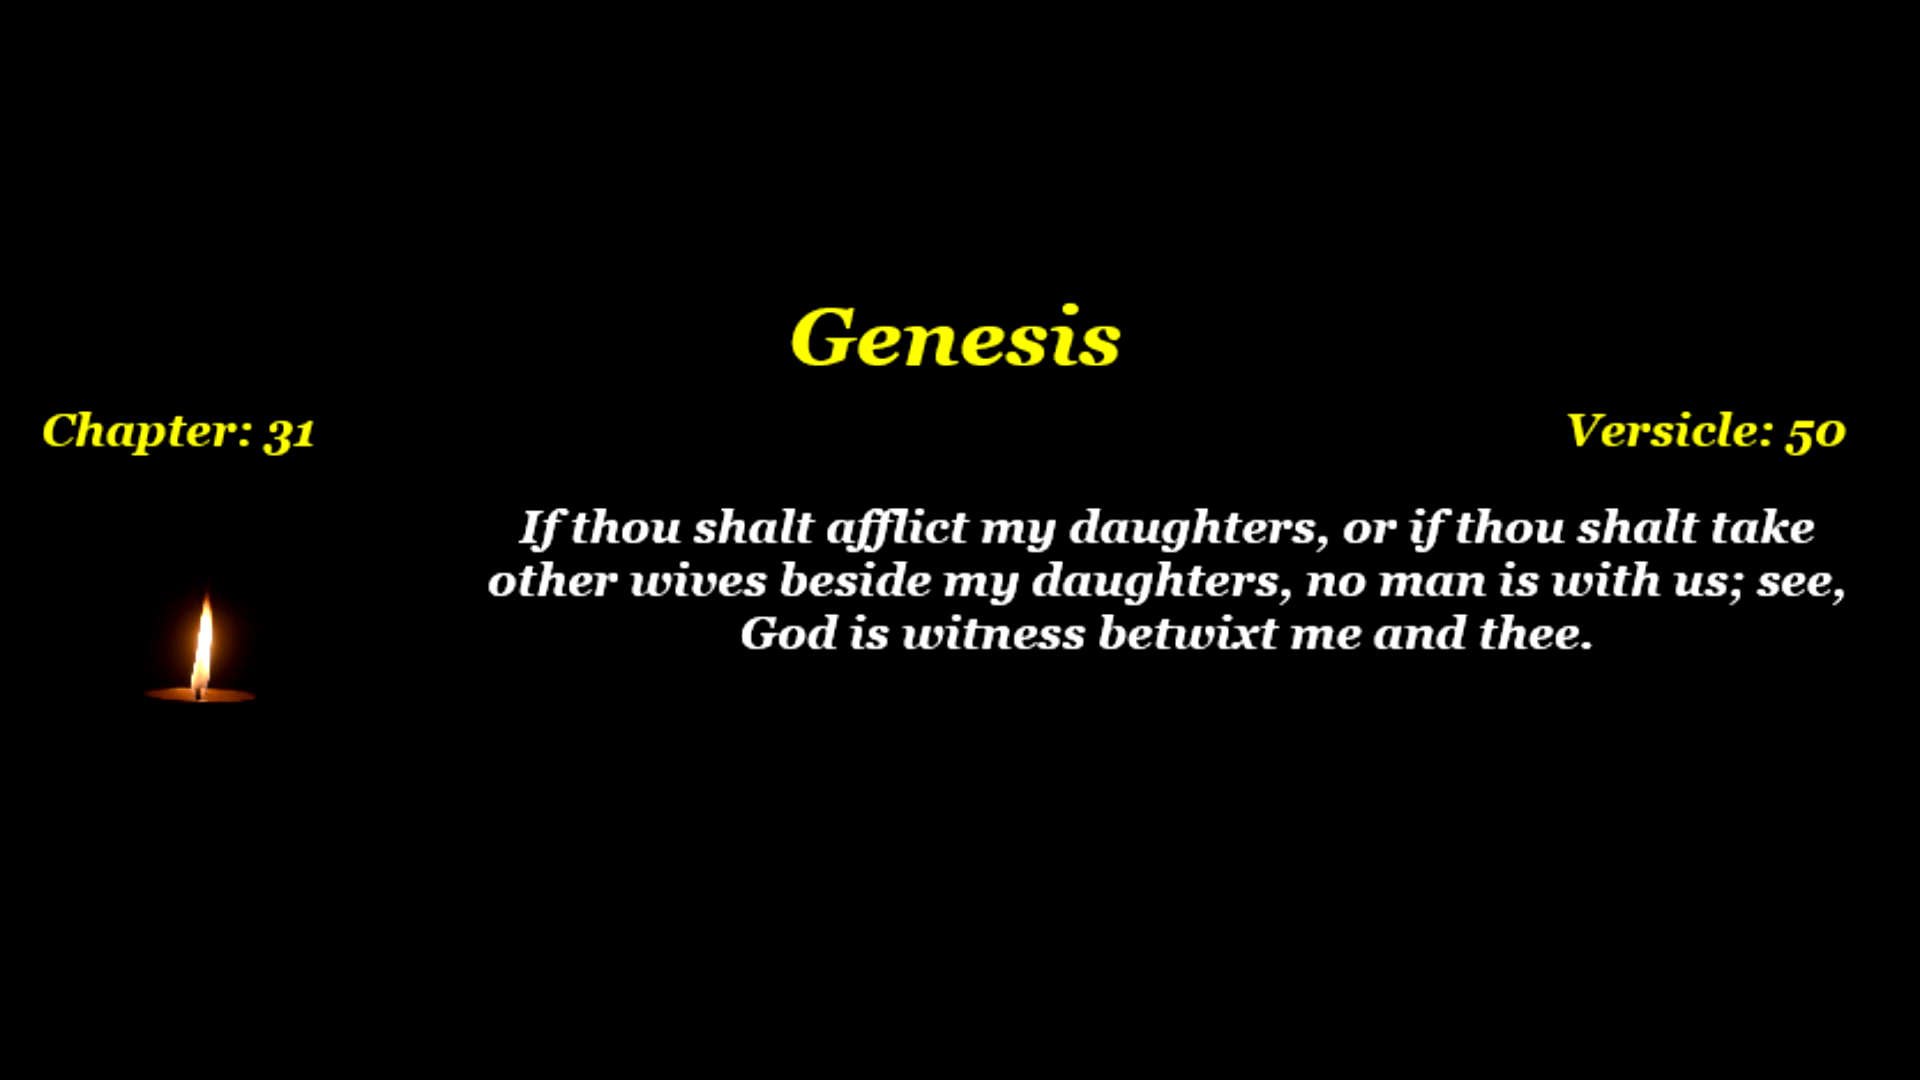 Genesis
Chapter: 31
Versicle: 50
If thou shalt afflict my daughters, or if thou shalt take
other wives beside my daughters, no man is with us; see,
God is witness betwixt me and thee.